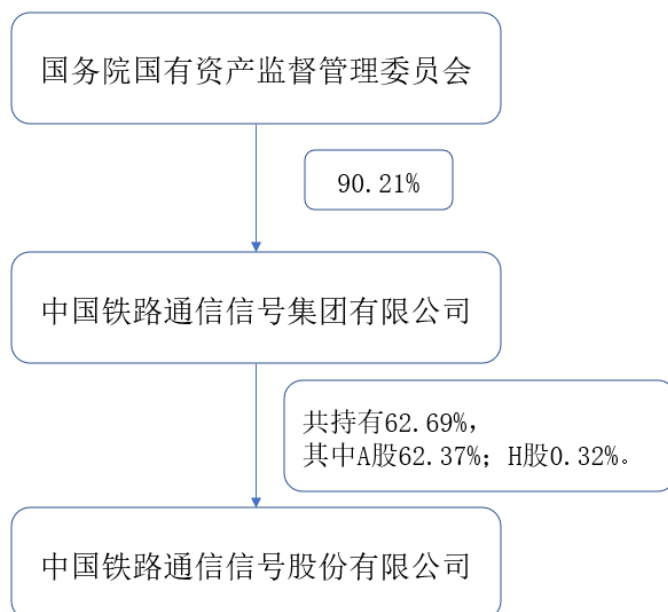 国务院国有资产监督管理委员会
90.21%
中国铁路通信信号集团有限公司
共持有62.69%，
其中A股62.37%；H股0.32%。
中国铁路通信信号股份有限公司